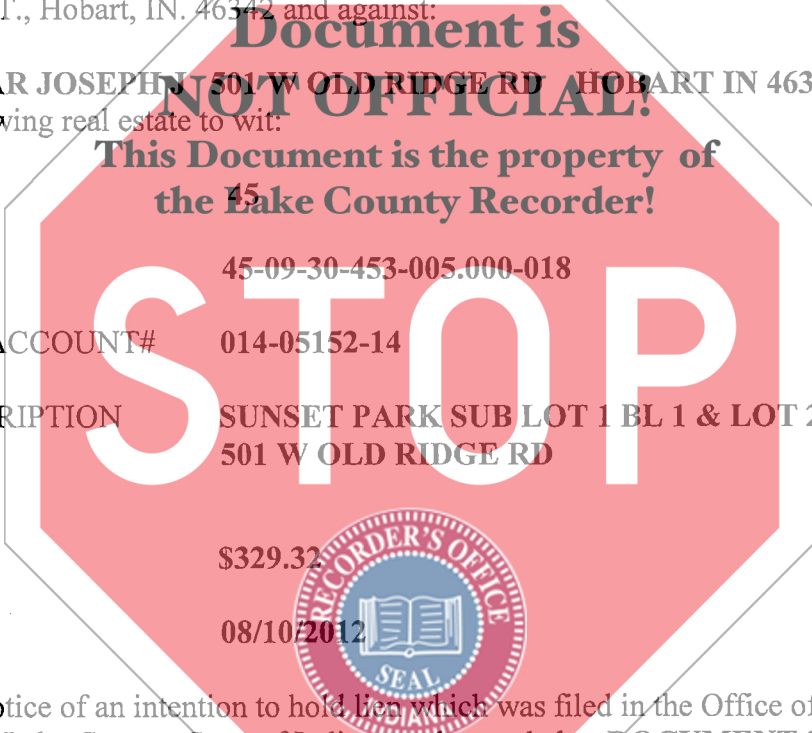 T., Hobart, IN. 46342 and against:
Document is
R JOSEPH J 501 W OLD RIDGE RD HOBART IN 463
NOT OFFICIAL!
wing real estate to wit:
This Document is the property of
45
the Lake County Recorder!
45-09-30-453-005.000-018
STOP
ACCOUNT# 014-05152-14
RIPTION SUNSET PARK SUB LOT 1 BL 1 & LOT 2
501 W OLD RIDGE RD
$329.32
RECORDER'S OFFICE
08/10/2012
SEAL
INDIANA
otice of an intention to hold lien which was filed in the Office of